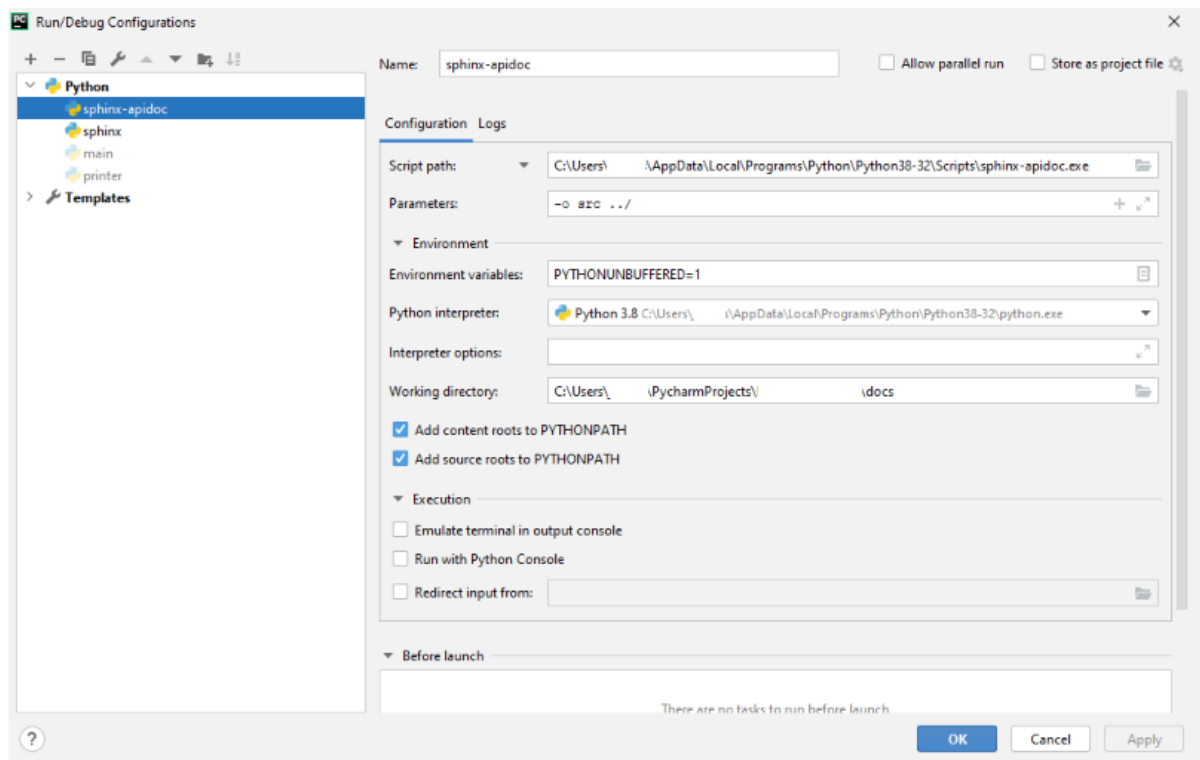 PC Run/Debug Configurations
Name: sphinx-apidoc Allow parallel run Store as project file
Python
sphinx-apidoc
sphinx
main
printer
Templates
Configuration Logs
Script path: C:\Users\ \AppData\Local\Programs\Python\Python38-32\Scripts\sphinx-apidoc.exe
Parameters: -o src ../
Environment
Environment variables: PYTHONUNBUFFERED=1
Python interpreter: Python 3.8 C:\Users\ \AppData\Local\Programs\Python\Python38-32\python.exe
Interpreter options:
Working directory: C:\Users\ \PycharmProjects\ \docs
Add content roots to PYTHONPATH
Add source roots to PYTHONPATH
Execution
Emulate terminal in output console
Run with Python Console
Redirect input from:
Before launch
There are no tasks to run before launch
? OK Cancel Apply